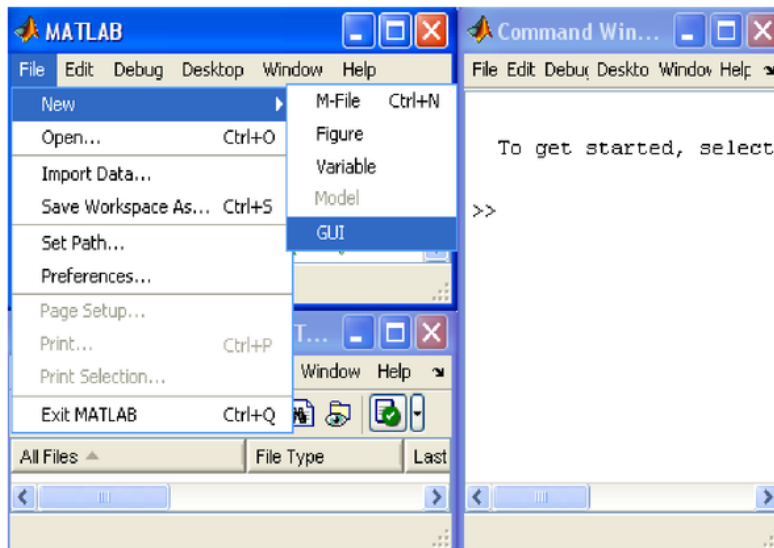 MATLAB
File Edit Debug Desktop Window Help
New
Open... Ctrl+O
Import Data...
Save Workspace As... Ctrl+S
Set Path...
Preferences...
Page Setup...
Print... Ctrl+P
Print Selection...
Exit MATLAB Ctrl+Q
M-File Ctrl+N
Figure
Variable
Model
GUI
T...
Window Help
All Files File Type Last
Command Win...
File Edit Debug Deskto Window Help
To get started, select
>>